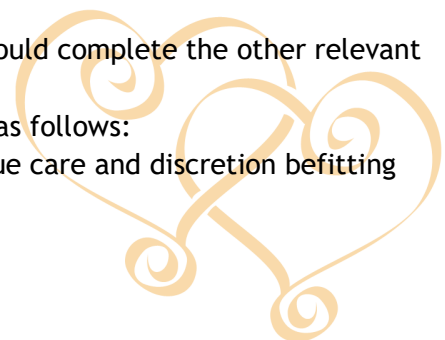 ould complete the other relevant
as follows:
ue care and discretion befitting